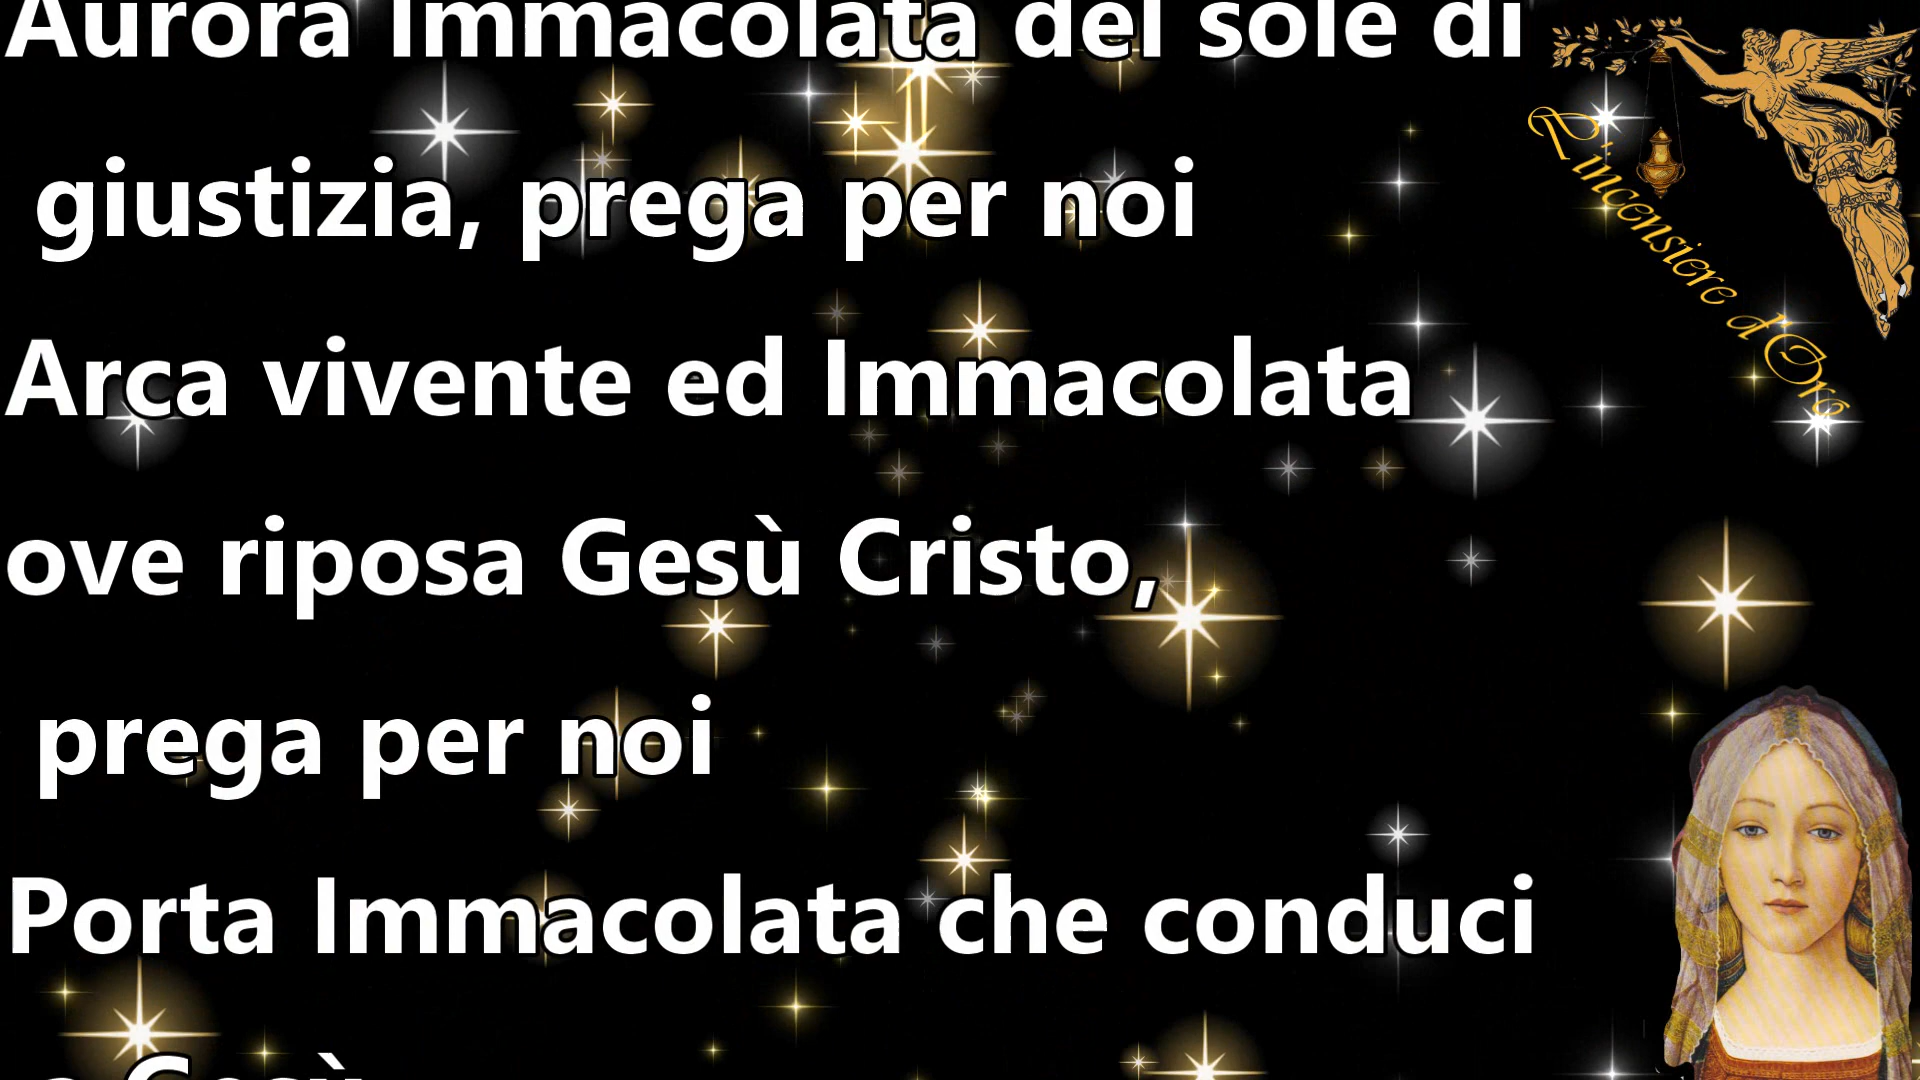 Aurora Immacolata del sole di
giustizia, prega per noi
Arca vivente ed Immacolata
ove riposa Gesù Cristo,
prega per noi
Porta Immacolata che conduci
a Gesù
L'incensiere d'Oro